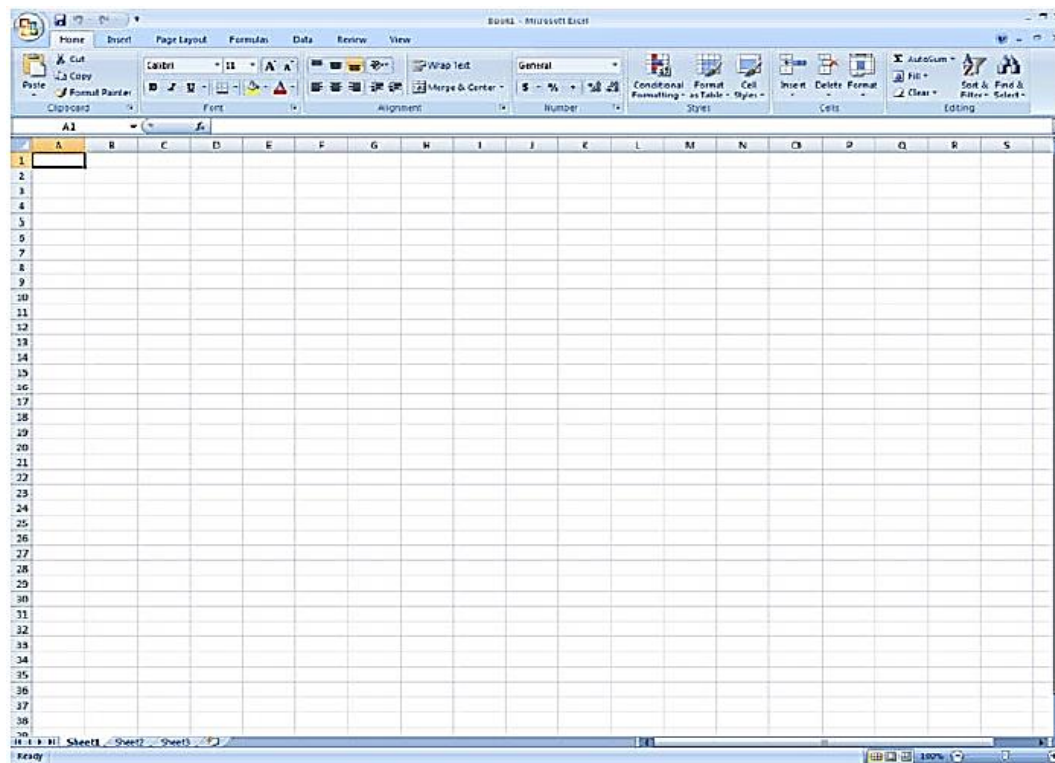 Book1 - Microsoft Excel
Home Insert Page Layout Formulas Data Review View
Cut
Copy
Paste
Format Painter
Clipboard
Calibri 11 A A
B I U A
Font
Wrap Text
Merge & Center
Alignment
General
$ % ,
Number
Conditional Formatting
Format as Table
Cell Styles
Styles
Insert Delete Format
Cells
Σ AutoSum
Fill
Clear
Sort & Filter
Find & Select
Editing
A1 fx
A B C D E F G H I J K L M N O P Q R S
1
2
3
4
5
6
7
8
9
10
11
12
13
14
15
16
17
18
19
20
21
22
23
24
25
26
27
28
29
30
31
32
33
34
35
36
37
38
Sheet1 Sheet2 Sheet3
Ready 100%